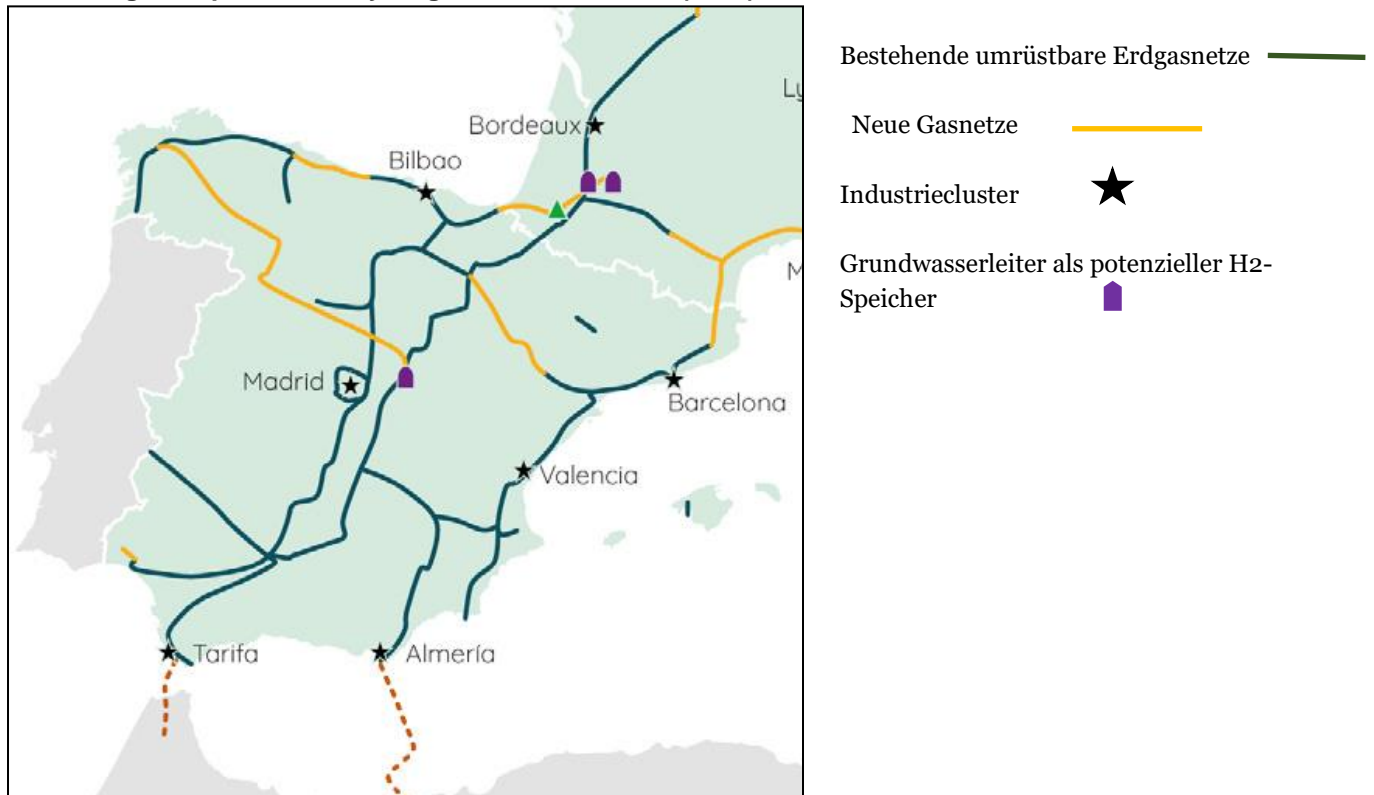 Bordeaux
Bilbao
Madrid
Barcelona
Valencia
Tarifa
Almería
Bestehende umrüstbare Erdgasnetze
Neue Gasnetze
Industriecluster
Grundwasserleiter als potenzieller H2-
Speicher